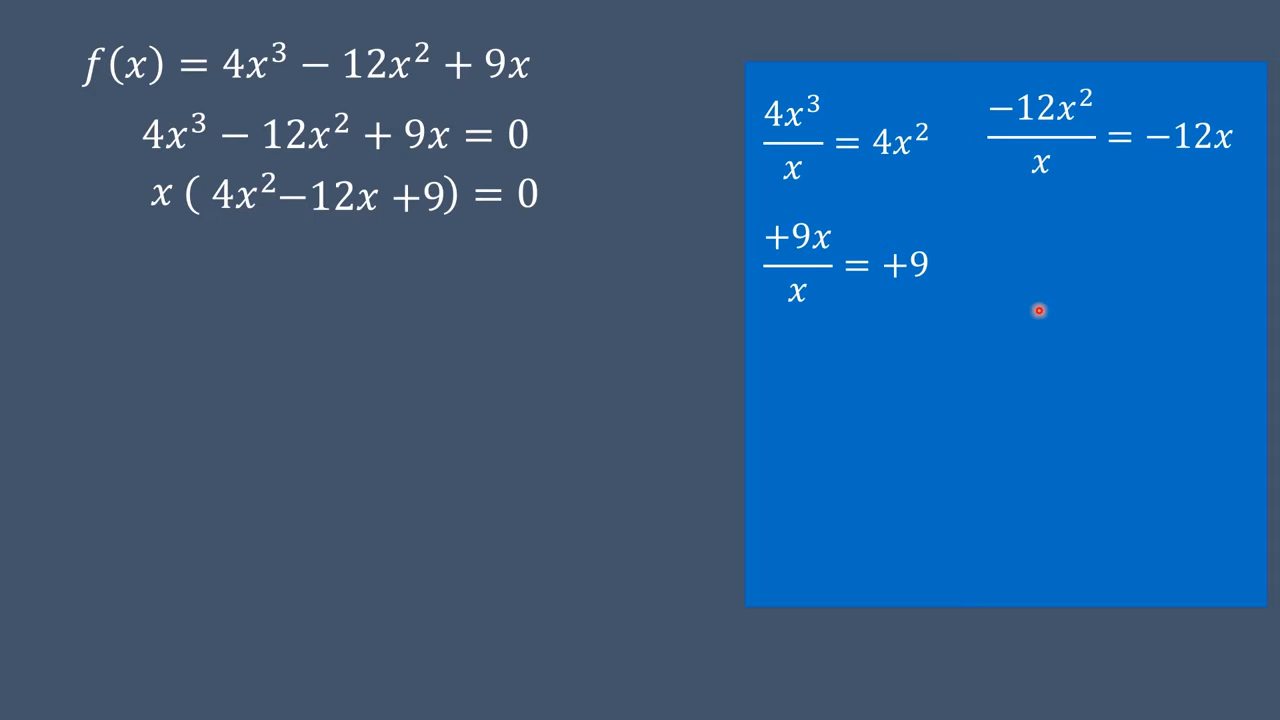 f(x) = 4x³ − 12x² + 9x
4x³ − 12x² + 9x = 0
x ( 4x²−12x +9) = 0
4x³/x = 4x²
−12x²/x = −12x
+9x/x = +9